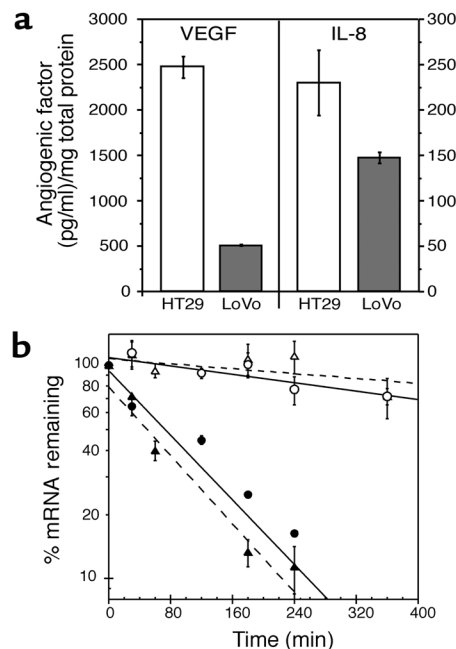 a
VEGF IL-8
Angiogenic factor
(pg/ml)/mg total protein
2500
2000
1500
1000
500
0
300
250
200
150
100
50
0
HT29 LoVo HT29 LoVo
b
% mRNA remaining
100
80
60
40
20
10
0 80 160 240 320 400
Time (min)